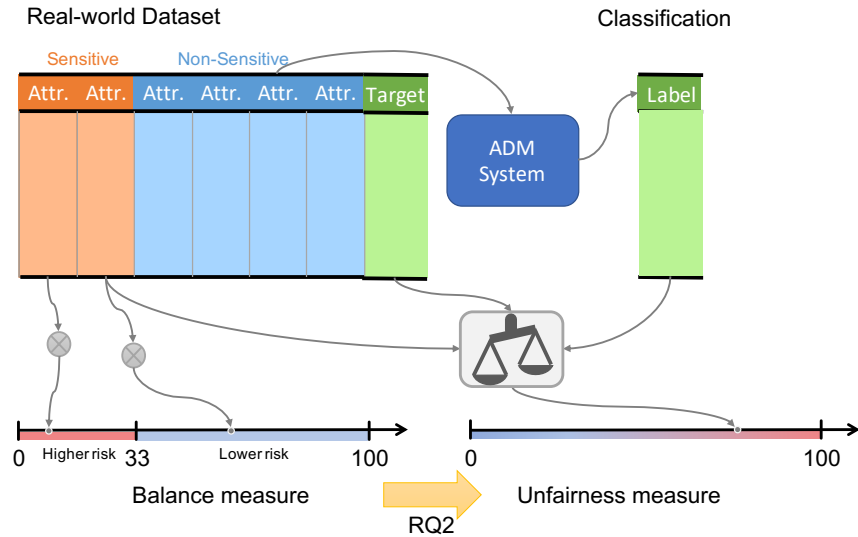 Real-world Dataset
Classification
Sensitive
Non-Sensitive
Attr. Attr. Attr. Attr. Attr. Attr. Target
Label
ADM
System
0 33 100
Higher risk
Lower risk
0 100
Balance measure
Unfairness measure
RQ2